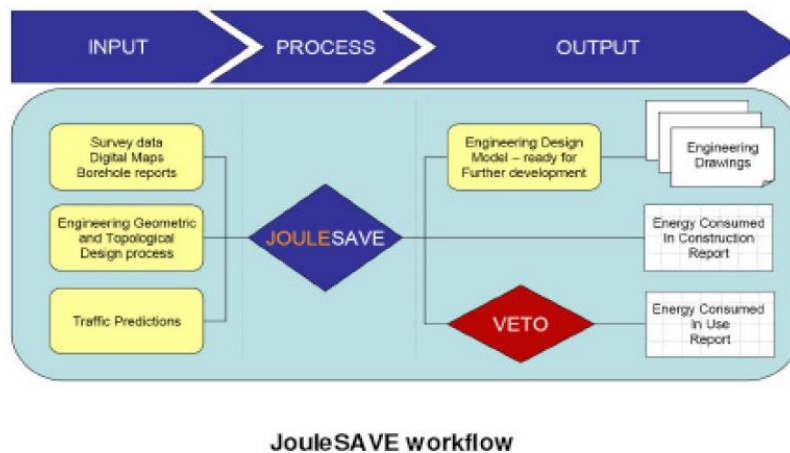 INPUT
PROCESS
OUTPUT
Survey data
Digital Maps
Borehole reports
Engineering Geometric
and Topological
Design process
Traffic Predictions
JOULESAVE
Engineering Design
Model – ready for
Further development
Engineering
Drawings
Energy Consumed
In Construction
Report
VETO
Energy Consumed
In Use
Report
JouleSAVE workflow